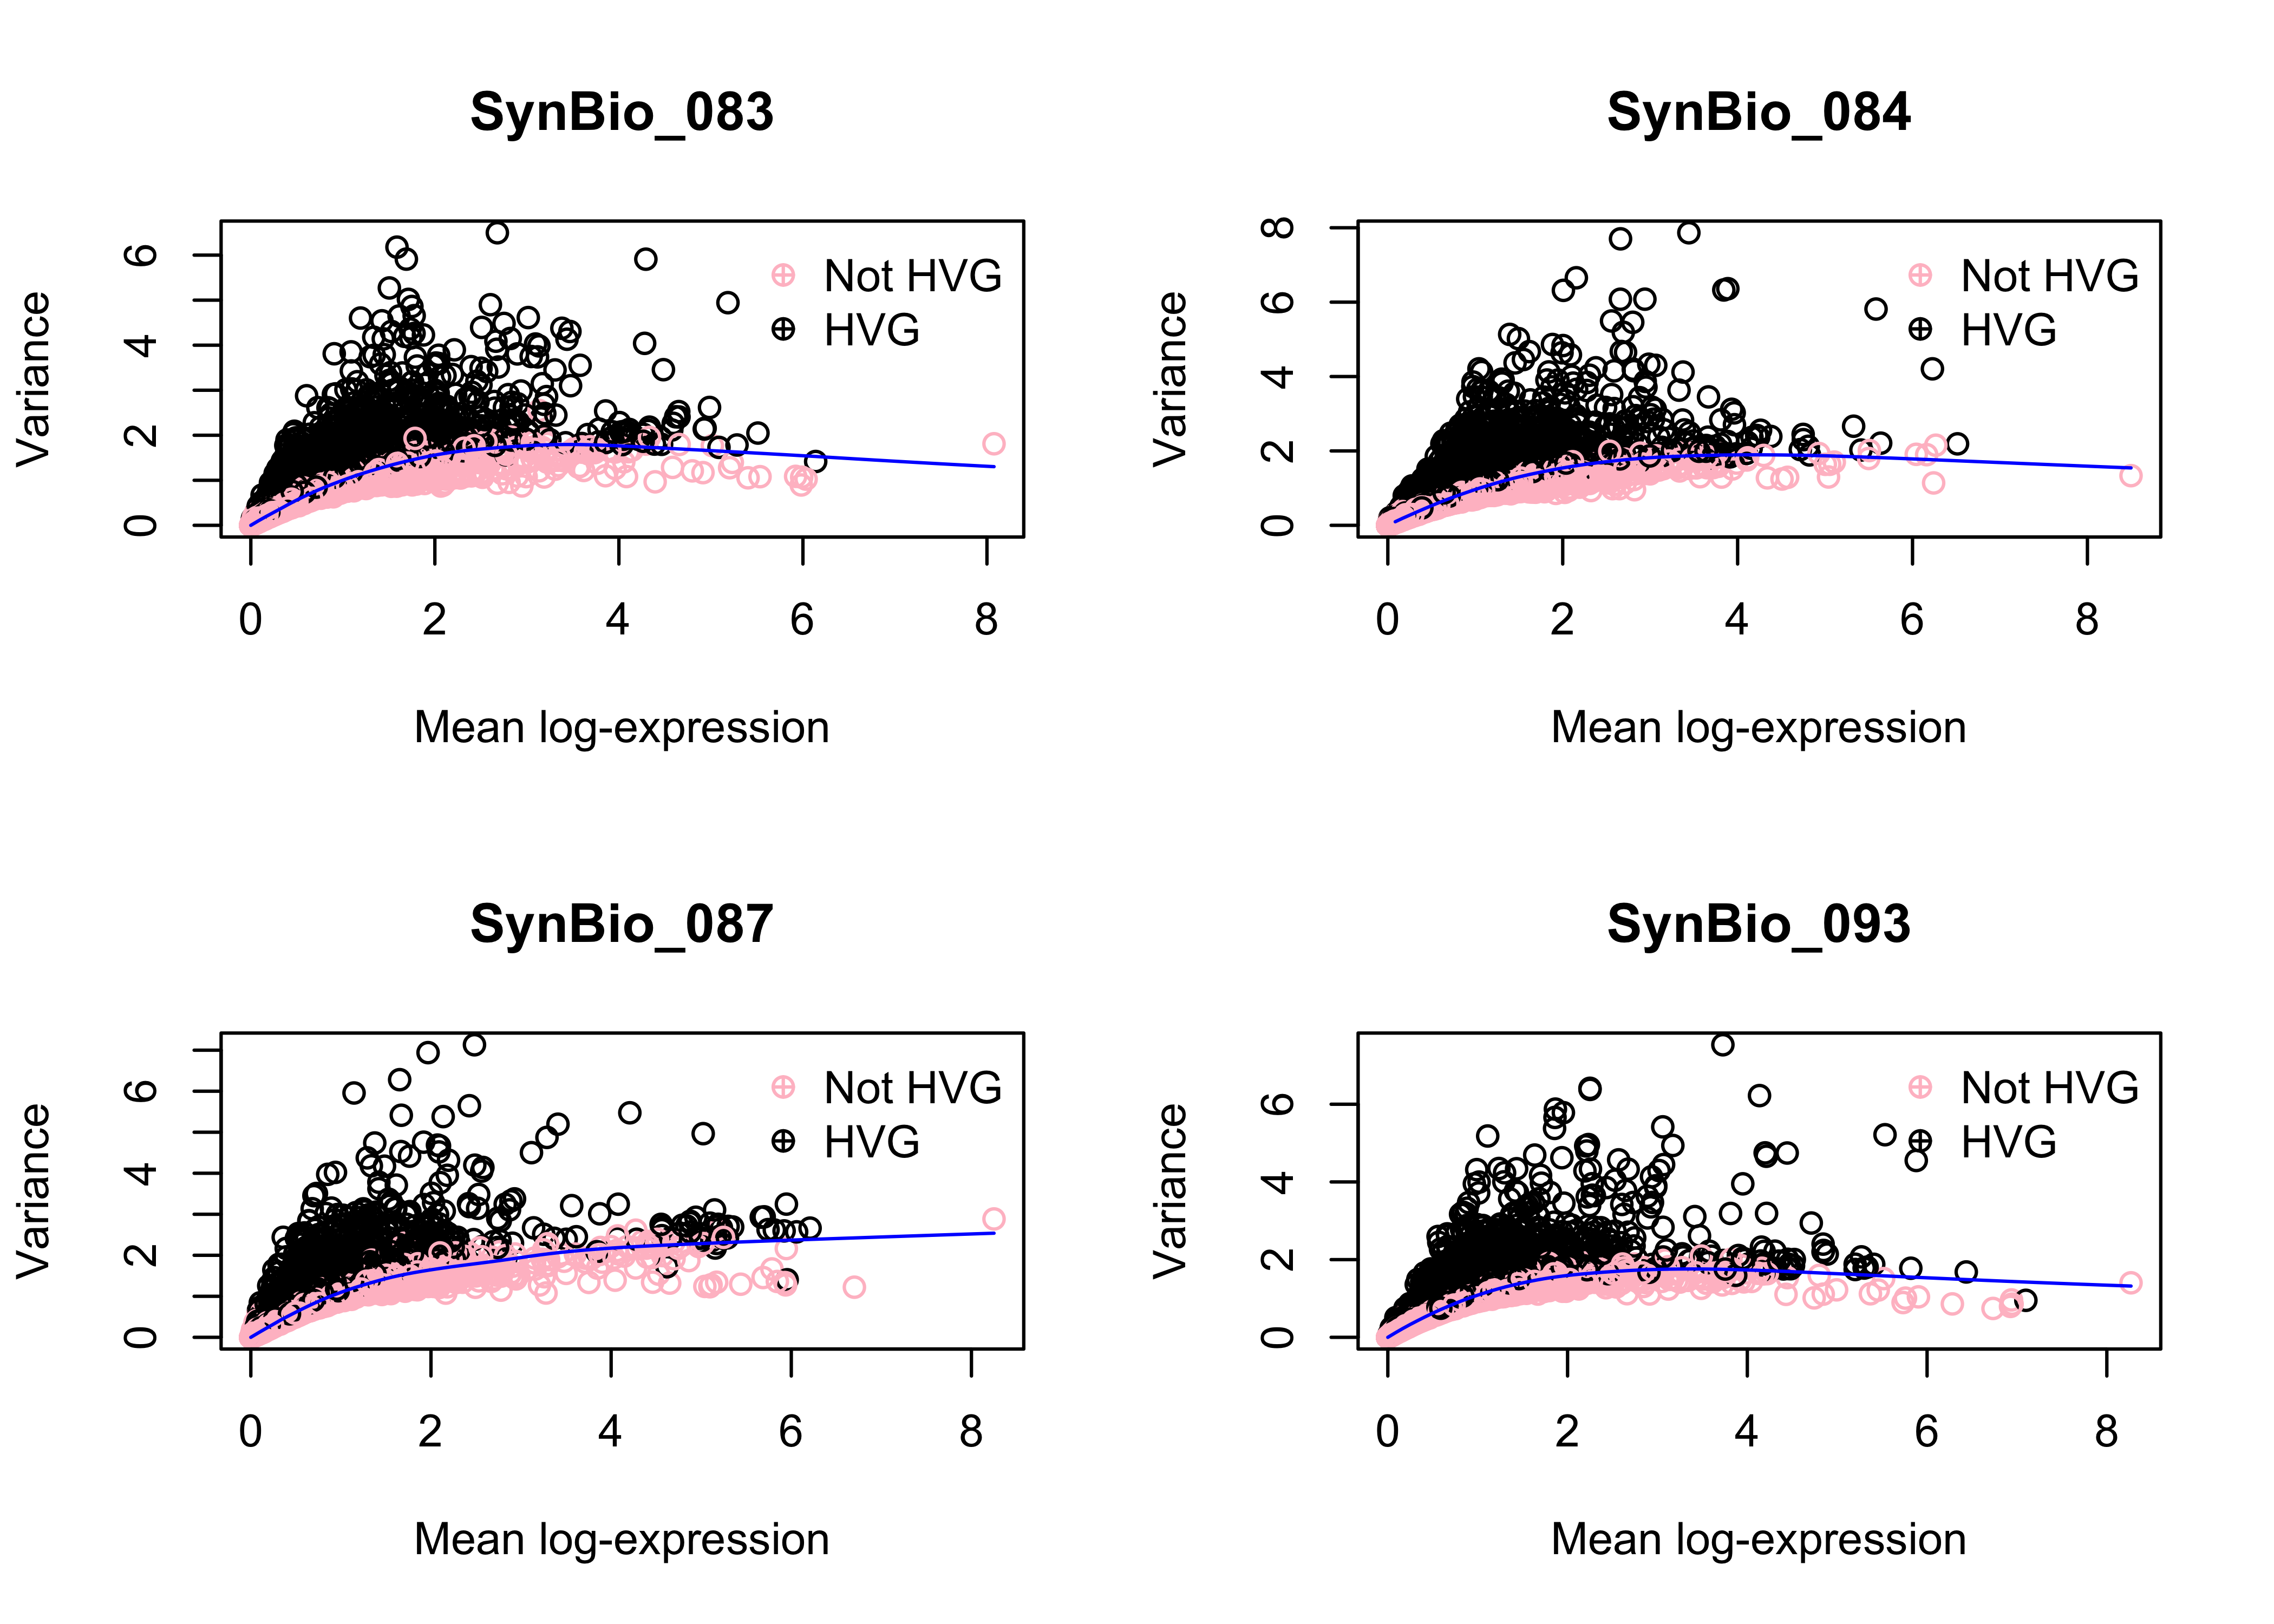 SynBio_083
Variance
0
2
4
6
Not HVG
HVG
0 2 4 6 8
Mean log-expression
SynBio_084
Variance
0
2
4
6
8
Not HVG
HVG
0 2 4 6 8
Mean log-expression
SynBio_087
Variance
0
2
4
6
Not HVG
HVG
0 2 4 6 8
Mean log-expression
SynBio_093
Variance
0
2
4
6
Not HVG
HVG
0 2 4 6 8
Mean log-expression